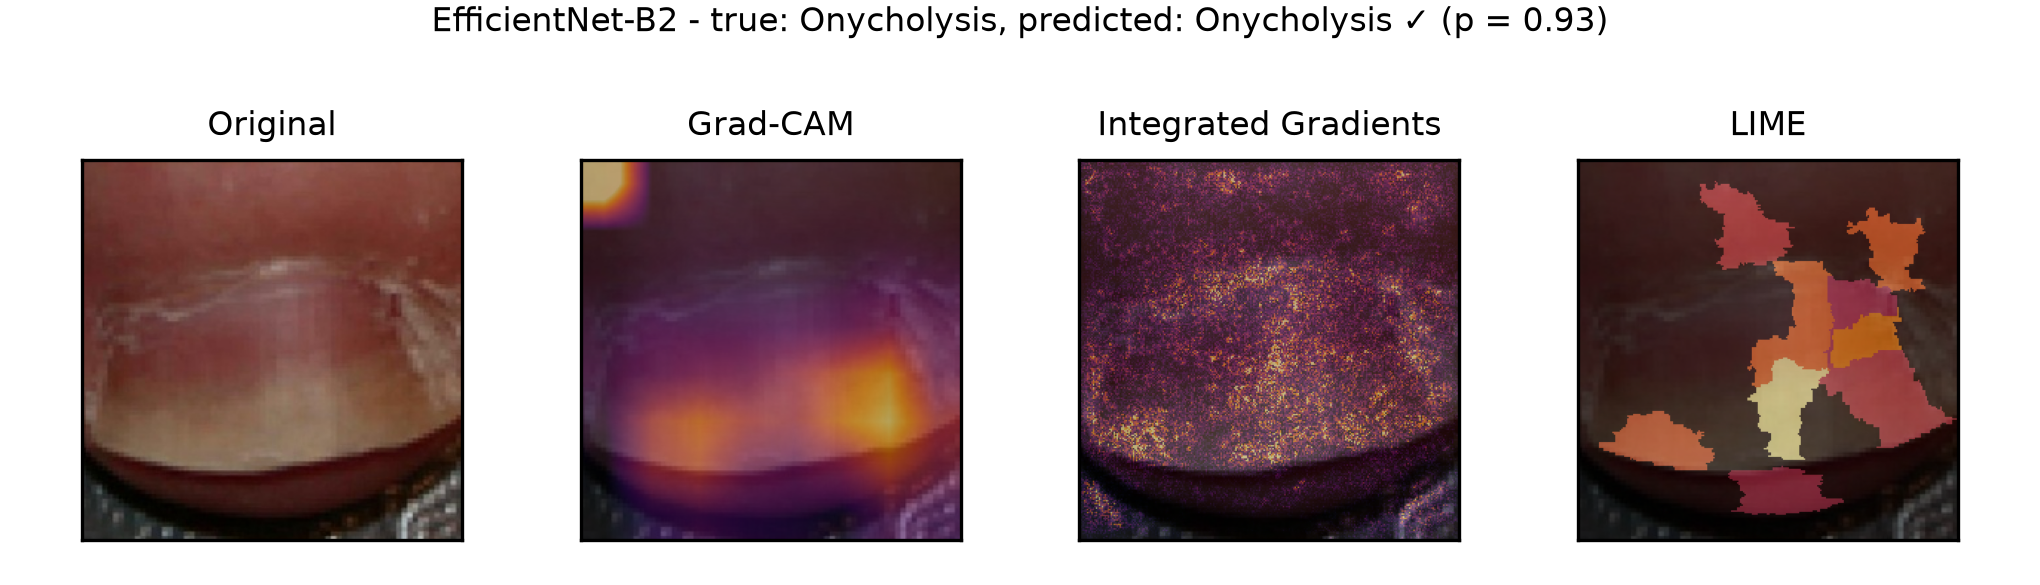 EfficientNet-B2 - true: Onycholysis, predicted: Onycholysis ✓ (p = 0.93)
Original
Grad-CAM
Integrated Gradients
LIME